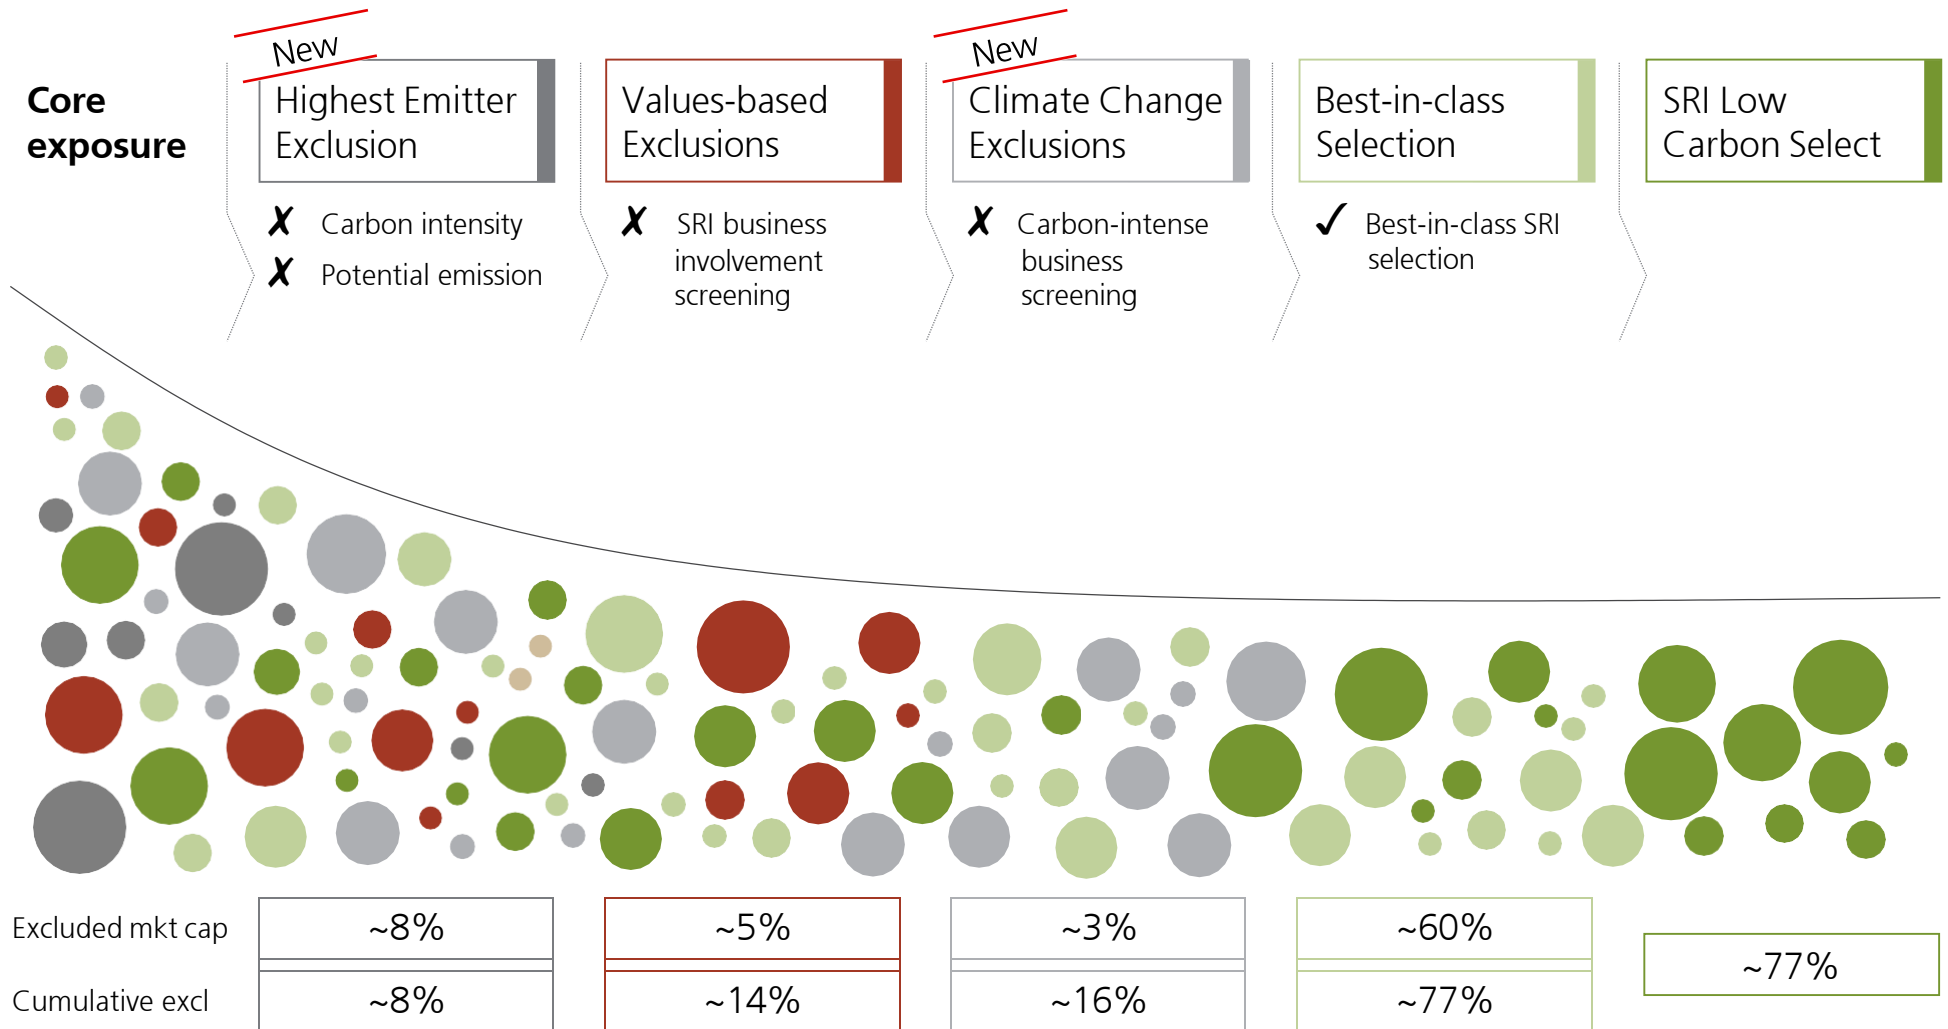 New
New
Core
exposure
Highest Emitter
Exclusion
Values-based
Exclusions
Climate Change
Exclusions
Best-in-class
Selection
SRI Low
Carbon Select
✗ Carbon intensity
✗ Potential emission
✗ SRI business
involvement
screening
✗ Carbon-intense
business
screening
✓ Best-in-class SRI
selection
Excluded mkt cap
~8%
~5%
~3%
~60%
~77%
Cumulative excl
~8%
~14%
~16%
~77%